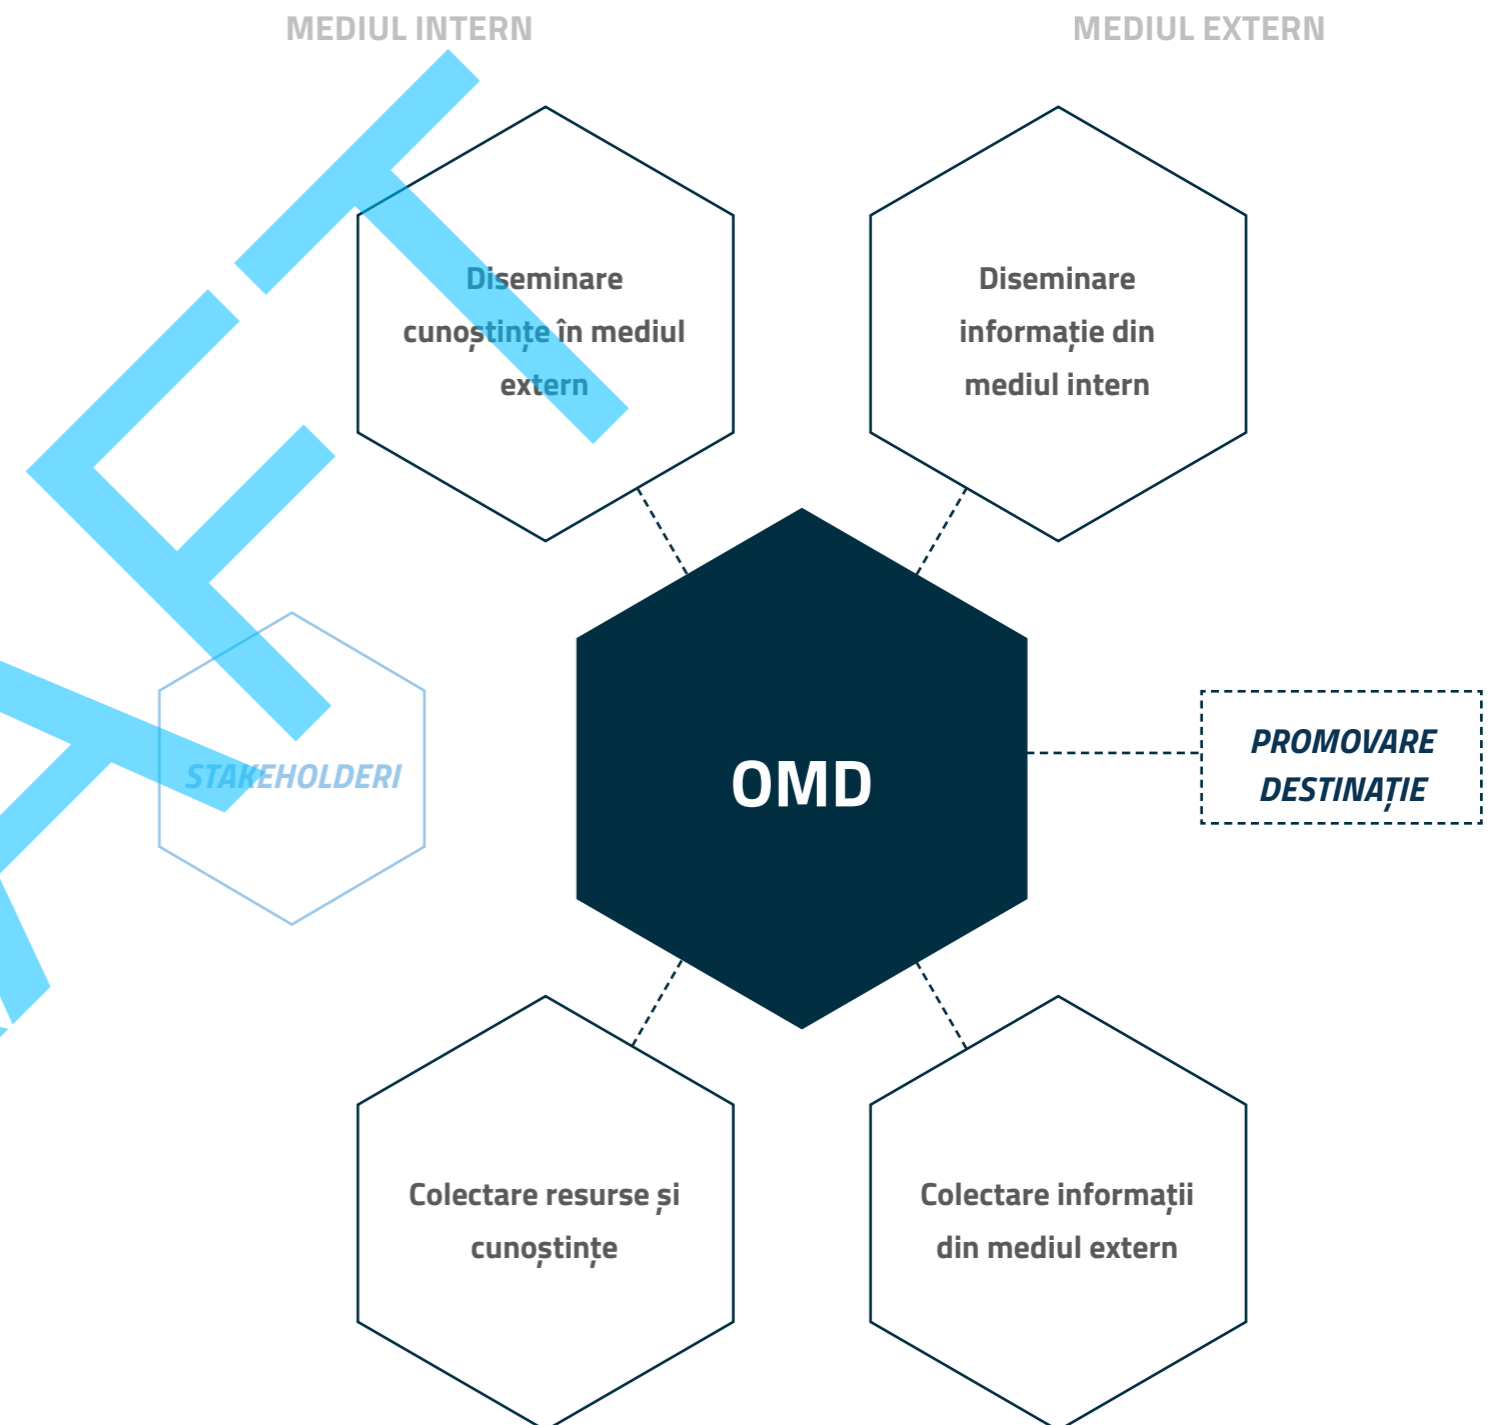 MEDIUL INTERN
MEDIUL EXTERN
Diseminare
cunoștințe în mediul
extern
Diseminare
informație din
mediul intern
STAKEHOLDERI
OMD
PROMOVARE
DESTINAȚIE
Colectare resurse și
cunoștințe
Colectare informații
din mediul extern